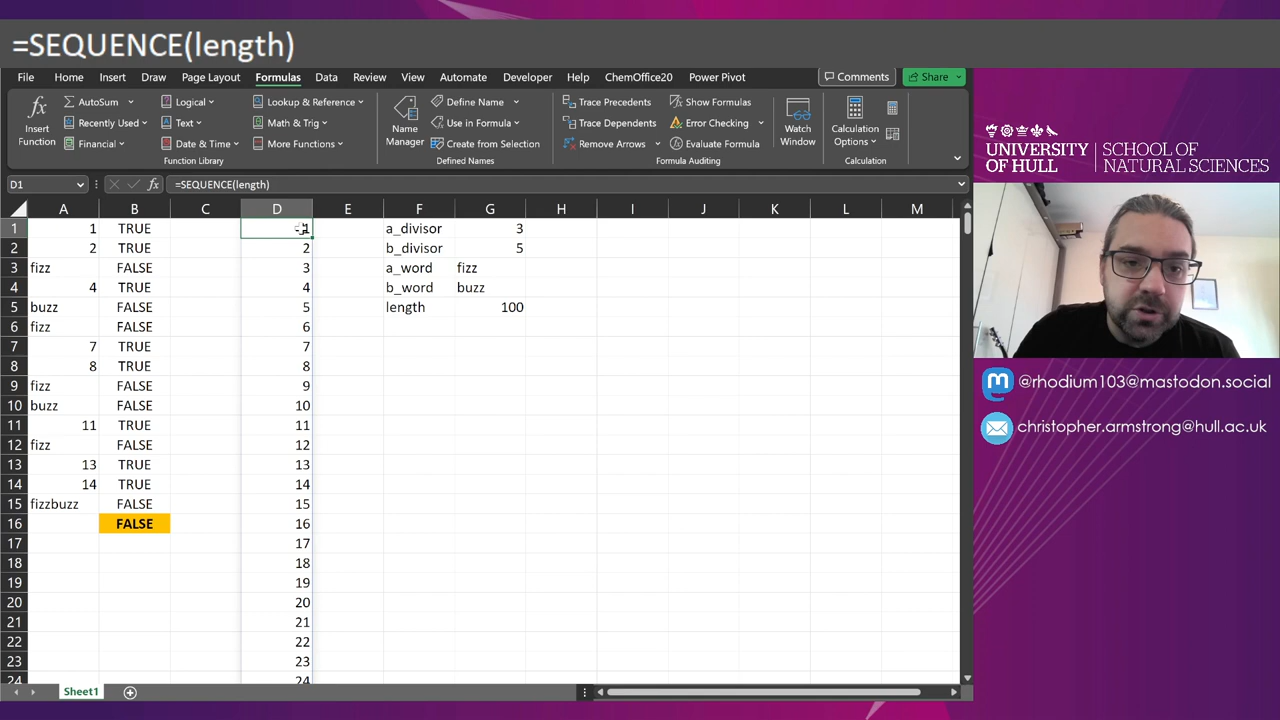 =SEQUENCE(length)
File Home Insert Draw Page Layout Formulas Data Review View Automate Developer Help ChemOffice20 Power Pivot Comments Share
fx Insert Function
AutoSum Logical Lookup & Reference
Recently Used Text Math & Trig
Financial Date & Time More Functions
Function Library
Name Manager
Define Name
Use in Formula
Create from Selection
Defined Names
Trace Precedents Show Formulas
Trace Dependents Error Checking
Remove Arrows Evaluate Formula
Formula Auditing
Watch Window
Calculation Options
Calculation
D1 fx =SEQUENCE(length)
A B C D E F G H I J K L M
1 1 TRUE 1 a_divisor 3
2 2 TRUE 2 b_divisor 5
3 fizz FALSE 3 a_word fizz
4 4 TRUE 4 b_word buzz
5 buzz FALSE 5 length 100
6 fizz FALSE 6
7 7 TRUE 7
8 8 TRUE 8
9 fizz FALSE 9
10 buzz FALSE 10
11 11 TRUE 11
12 fizz FALSE 12
13 13 TRUE 13
14 14 TRUE 14
15 fizzbuzz FALSE 15
16 FALSE 16
17 17
18 18
19 19
20 20
21 21
22 22
23 23
24 24
Sheet1
UNIVERSITY OF HULL
SCHOOL OF NATURAL SCIENCES
@rhodium103@mastodon.social
christopher.armstrong@hull.ac.uk